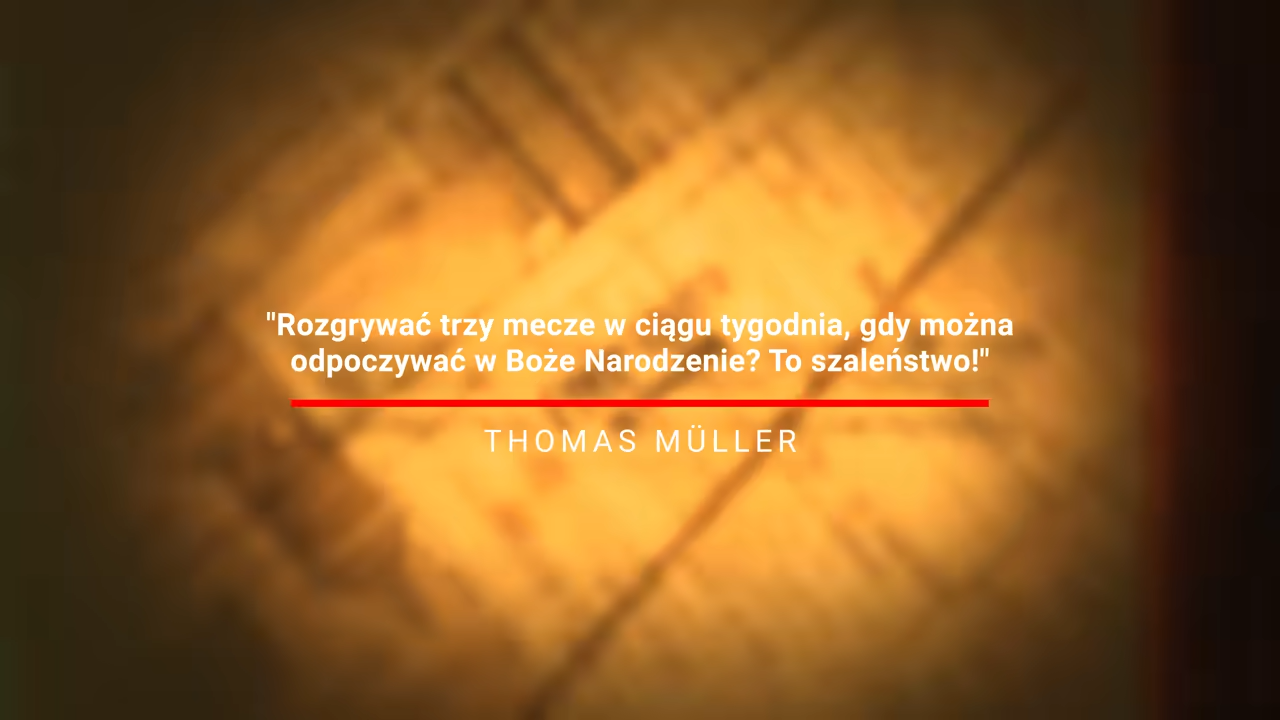 "Rozgrywać trzy mecze w ciągu tygodnia, gdy można
odpoczywać w Boże Narodzenie? To szaleństwo!"
THOMAS MÜLLER